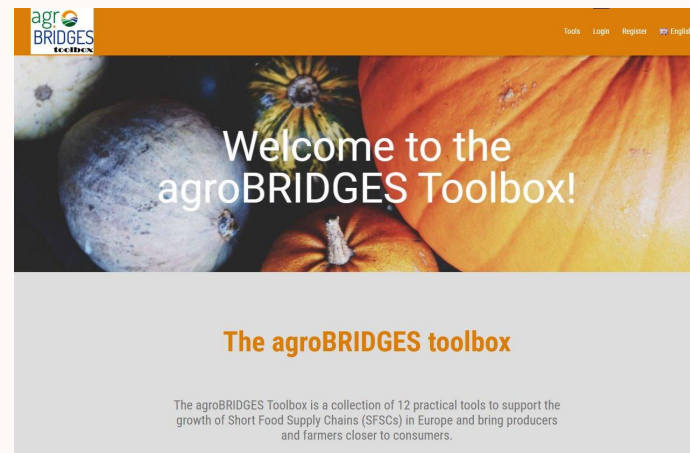 agr
BRIDGES
toolbox
Tools Login Register English
Welcome to the
agroBRIDGES Toolbox!
The agroBRIDGES toolbox
The agroBRIDGES Toolbox is a collection of 12 practical tools to support the
growth of Short Food Supply Chains (SFSCs) in Europe and bring producers
and farmers closer to consumers.